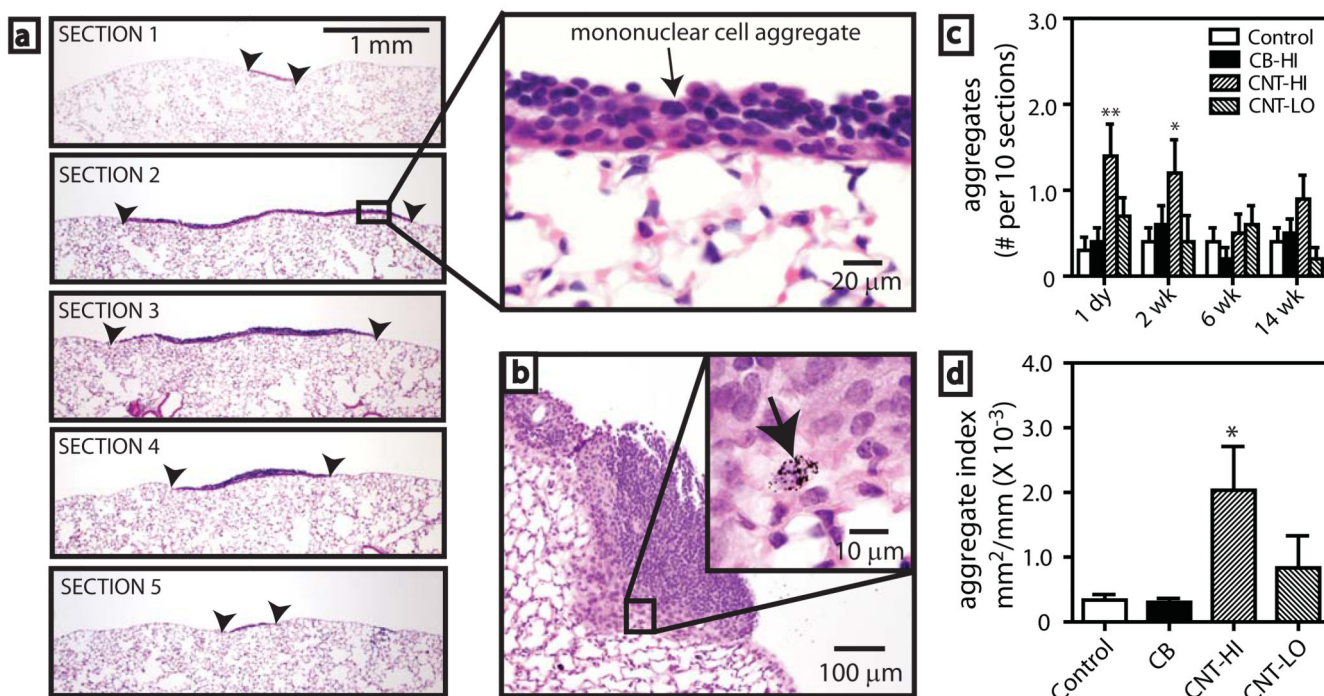 a
SECTION 1
1 mm
SECTION 2
SECTION 3
SECTION 4
SECTION 5
mononuclear cell aggregate
20 μm
b
10 μm
100 μm
c
aggregates
(# per 10 sections)
3.0
2.0
1.0
0
Control
CB-HI
CNT-HI
CNT-LO
**
*
1 dy
2 wk
6 wk
14 wk
d
aggregate index
mm²/mm (X 10⁻³)
4.0
3.0
2.0
1.0
0
*
Control
CB
CNT-HI
CNT-LO